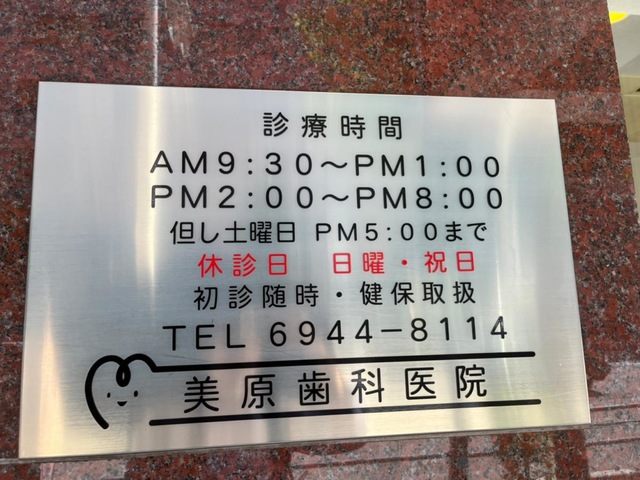 診療時間
AM9:30～PM1:00
PM2:00～PM8:00
但し土曜日 PM5:00まで
休診日　日曜・祝日
初診随時・健保取扱
TEL 6944-8114
美原歯科医院